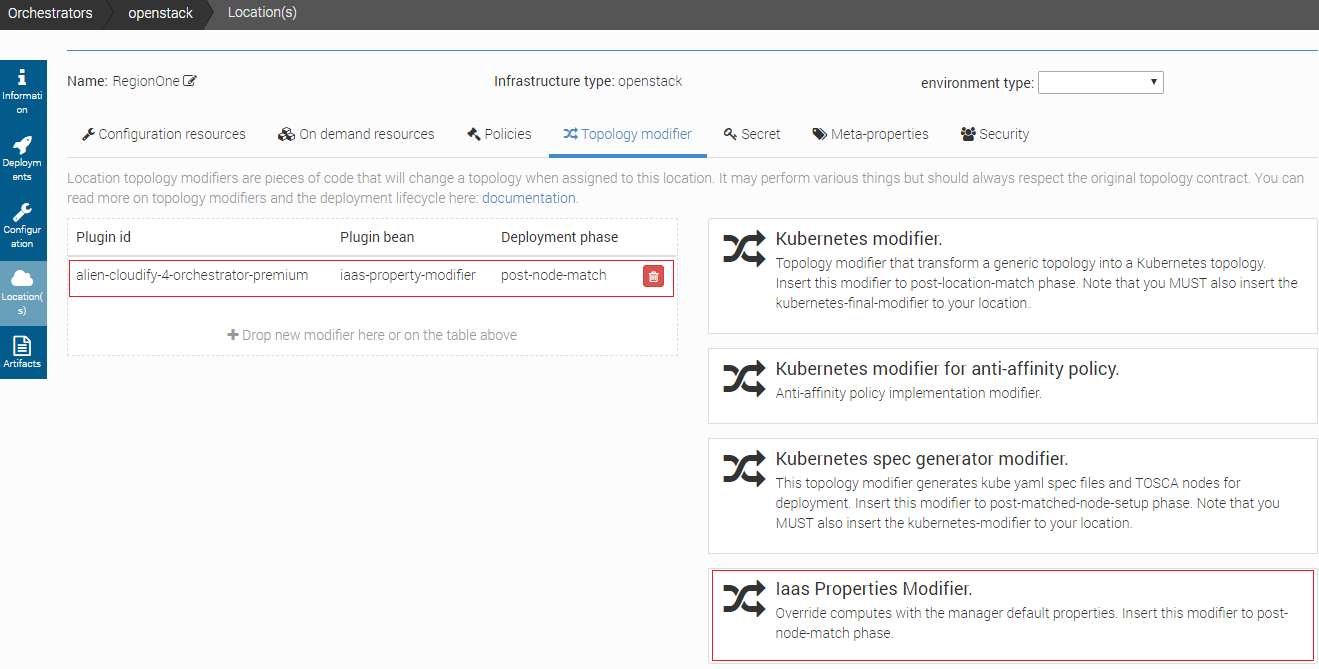 Orchestrators openstack Location(s)
Name: RegionOne Infrastructure type: openstack environment type:
Informati
on
Deploym
ents
Configur
ation
Location(
s)
Artifacts
Configuration resources On demand resources Policies Topology modifier Secret Meta-properties Security
Location topology modifiers are pieces of code that will change a topology when assigned to this location. It may perform various things but should always respect the original topology contract. You can
read more on topology modifiers and the deployment lifecycle here: documentation.
Plugin id Plugin bean Deployment phase
alien-cloudify-4-orchestrator-premium iaas-property-modifier post-node-match
Drop new modifier here or on the table above
Kubernetes modifier.
Topology modifier that transform a generic topology into a Kubernetes topology.
Insert this modifier to post-location-match phase. Note that you MUST also insert the
kubernetes-final-modifier to your location.
Kubernetes modifier for anti-affinity policy.
Anti-affinity policy implementation modifier.
Kubernetes spec generator modifier.
This topology modifier generates kube yaml spec files and TOSCA nodes for
deployment. Insert this modifier to post-matched-node-setup phase. Note that you
MUST also insert the kubernetes-modifier to your location.
Iaas Properties Modifier.
Override computes with the manager default properties. Insert this modifier to post-
node-match phase.